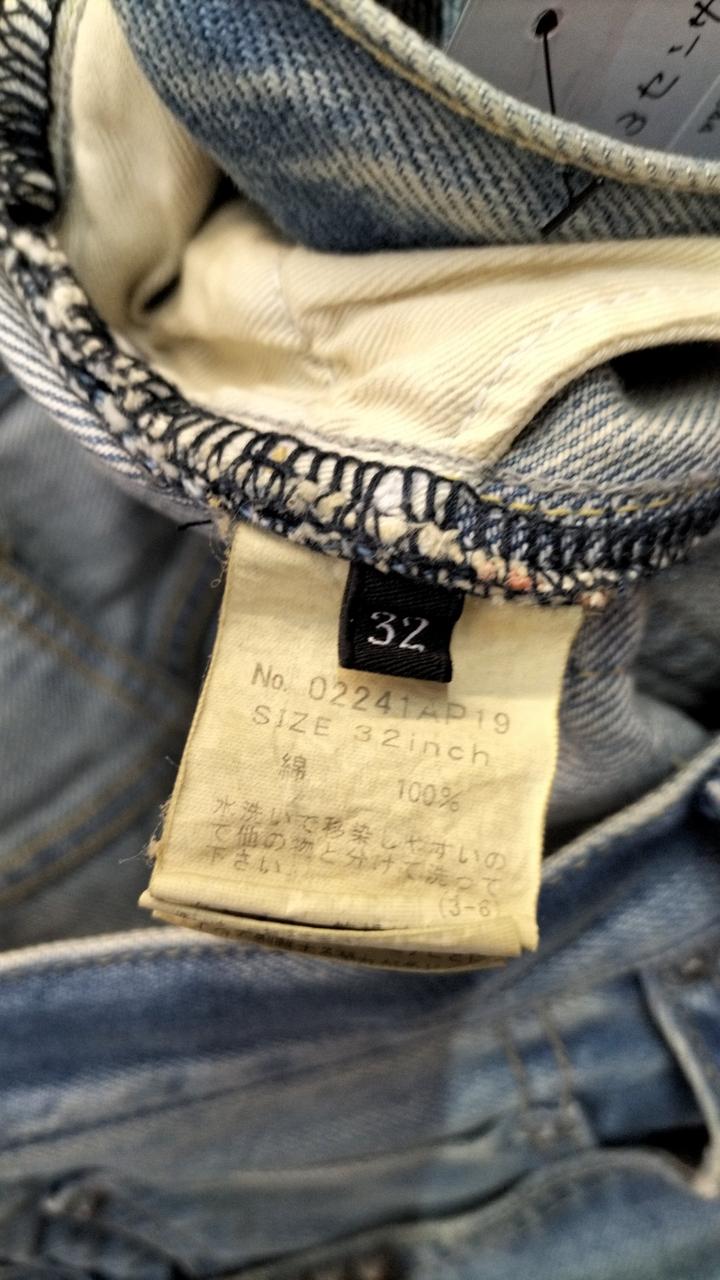 32
No. 02241AP19
SIZE 32inch
綿 100%
水洗いで移染しやすいの
で他の物と分けて洗って
下さい。
(3-6)